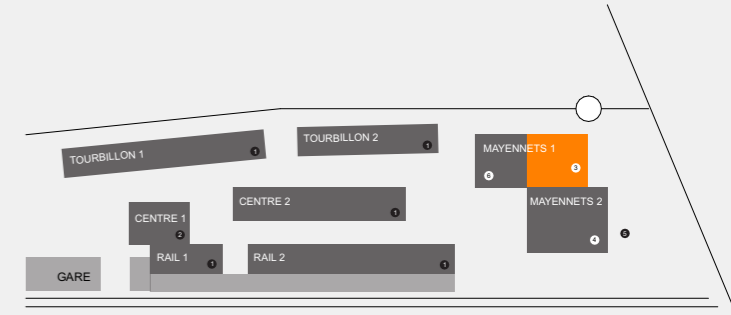 TOURBILLON 1
1
TOURBILLON 2
1
MAYENNETS 1
6
3
CENTRE 2
1
MAYENNETS 2
4
5
CENTRE 1
2
RAIL 1
1
RAIL 2
1
GARE